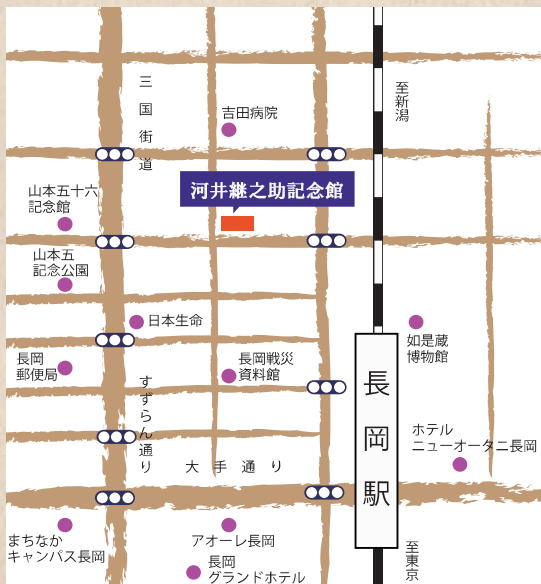 三国街道
至新潟
吉田病院
河井継之助記念館
山本五十六
記念館
山本五
記念公園
日本生命
如是蔵
博物館
長岡
郵便局
長岡戦災
資料館
すずらん通り
長岡駅
ホテル
ニューオータニ長岡
大手通り
まちなか
キャンパス長岡
アオーレ長岡
長岡
グランドホテル
至東京